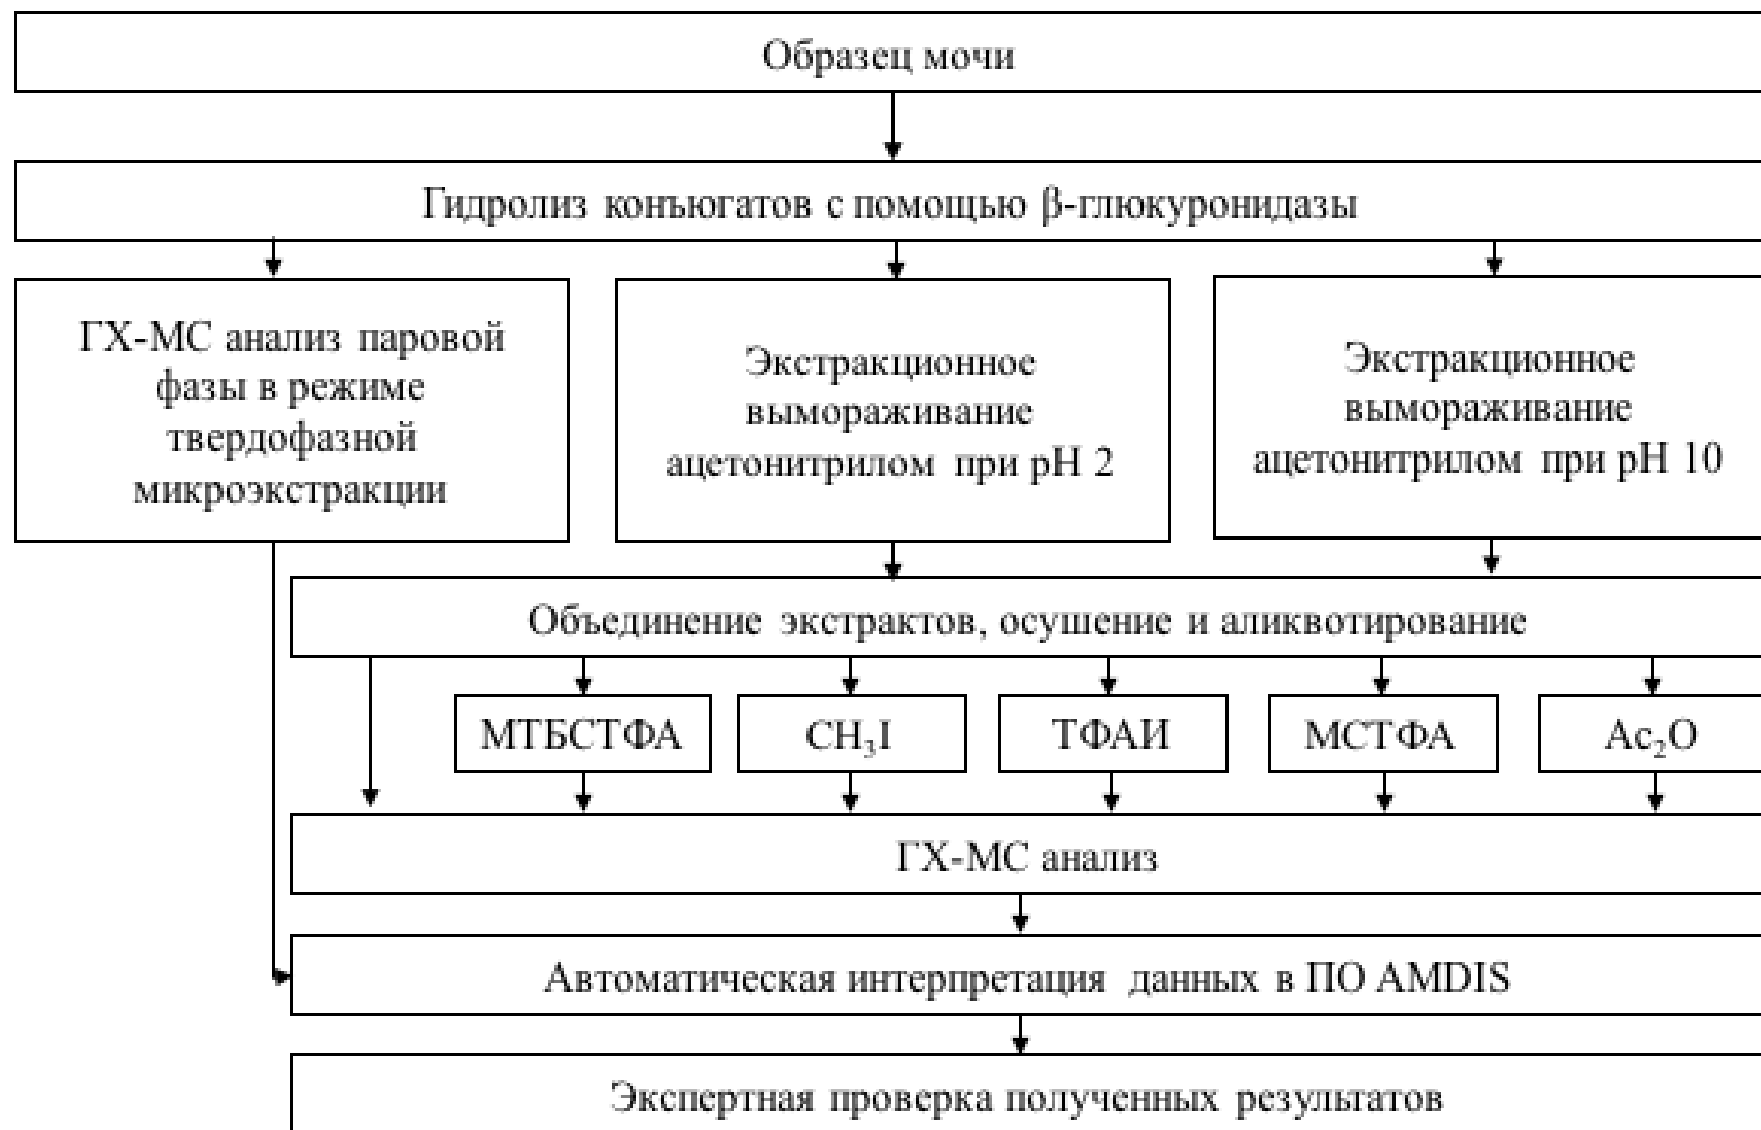 Образец мочи
Гидролиз конъюгатов с помощью β-глюкуронидазы
ГХ-МС анализ паровой
фазы в режиме
твердофазной
микроэкстракции
Экстракционное
вымораживание
ацетонитрилом при pH 2
Экстракционное
вымораживание
ацетонитрилом при pH 10
Объединение экстрактов, осушение и аликвотирование
МТБСТФА
CH₃I
ТФАИ
МСТФА
Ac₂O
ГХ-МС анализ
Автоматическая интерпретация данных в ПО AMDIS
Экспертная проверка полученных результатов